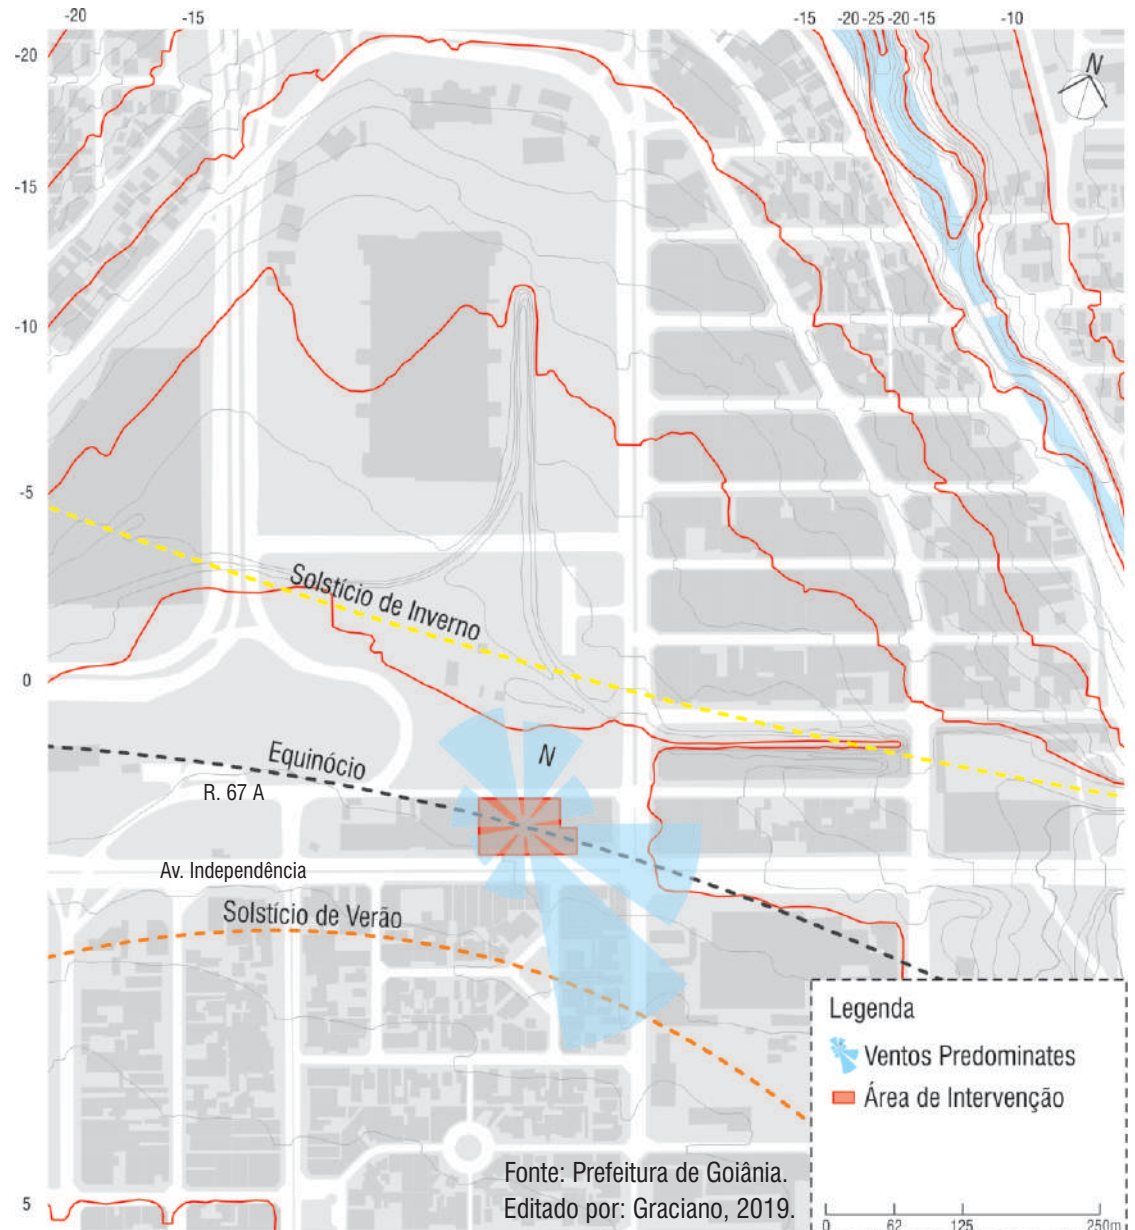 -20
-15
-15
-20
-25
-20
-15
-10
-20
N
-15
-10
-5
Solstício de Inverno
0
N
Equinócio
R. 67 A
Av. Independência
Solstício de Verão
Legenda
Ventos Predominates
Área de Intervenção
Fonte: Prefeitura de Goiânia.
Editado por: Graciano, 2019.
5
0
62
125
250m